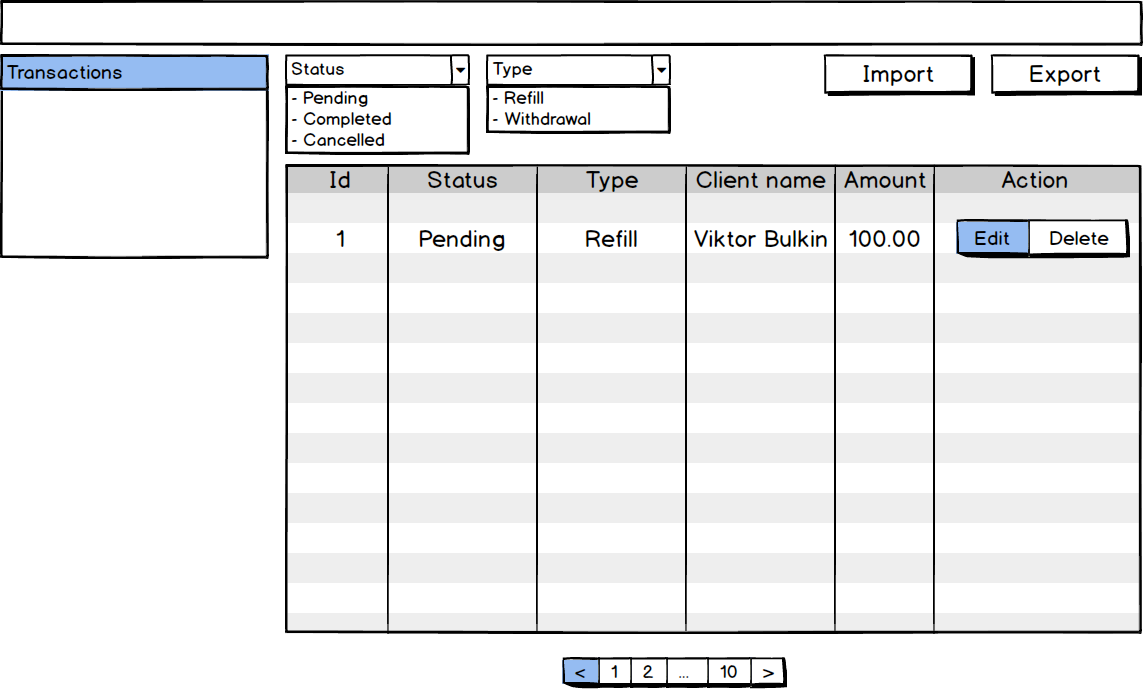 Transactions
Status
- Pending
- Completed
- Cancelled
Type
- Refill
- Withdrawal
Import
Export
Id Status Type Client name Amount Action
1 Pending Refill Viktor Bulkin 100.00 Edit Delete
< 1 2 ... 10 >